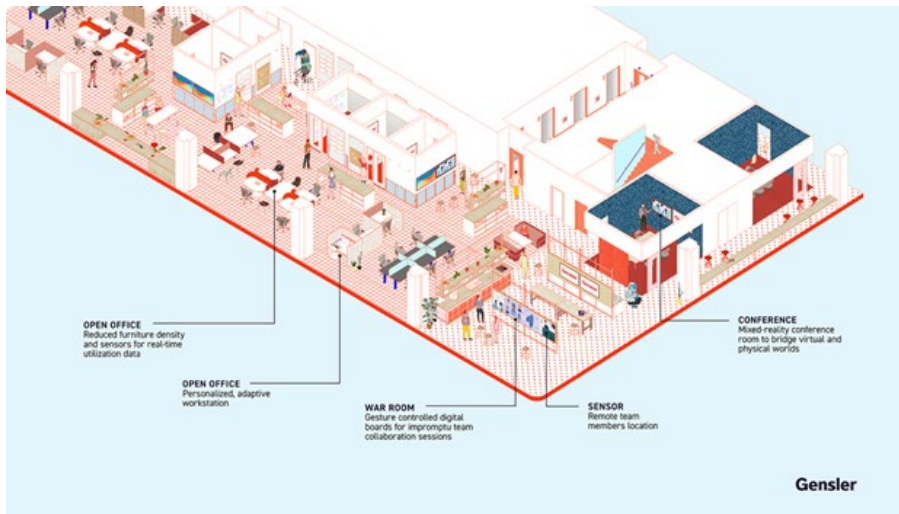 OPEN OFFICE
Reduced furniture density
and sensors for real-time
utilization data
OPEN OFFICE
Personalized, adaptive
workstation
WAR ROOM
Gesture controlled digital
boards for impromptu team
collaboration sessions
SENSOR
Remote team
members location
CONFERENCE
Mixed-reality conference
room to bridge virtual and
physical worlds
Gensler